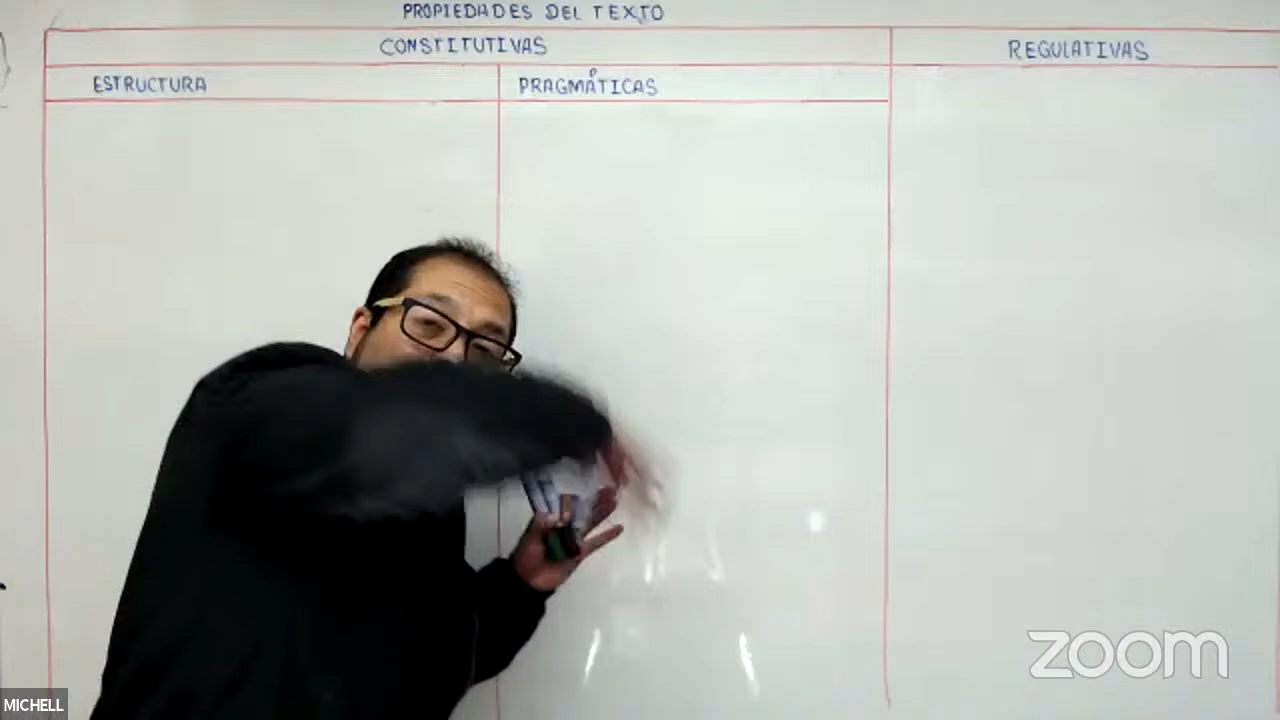 PROPIEDADES DEL TEXTO
CONSTITUTIVAS
REGULATIVAS
ESTRUCTURA
PRAGMÁTICAS
zoom
MICHELL